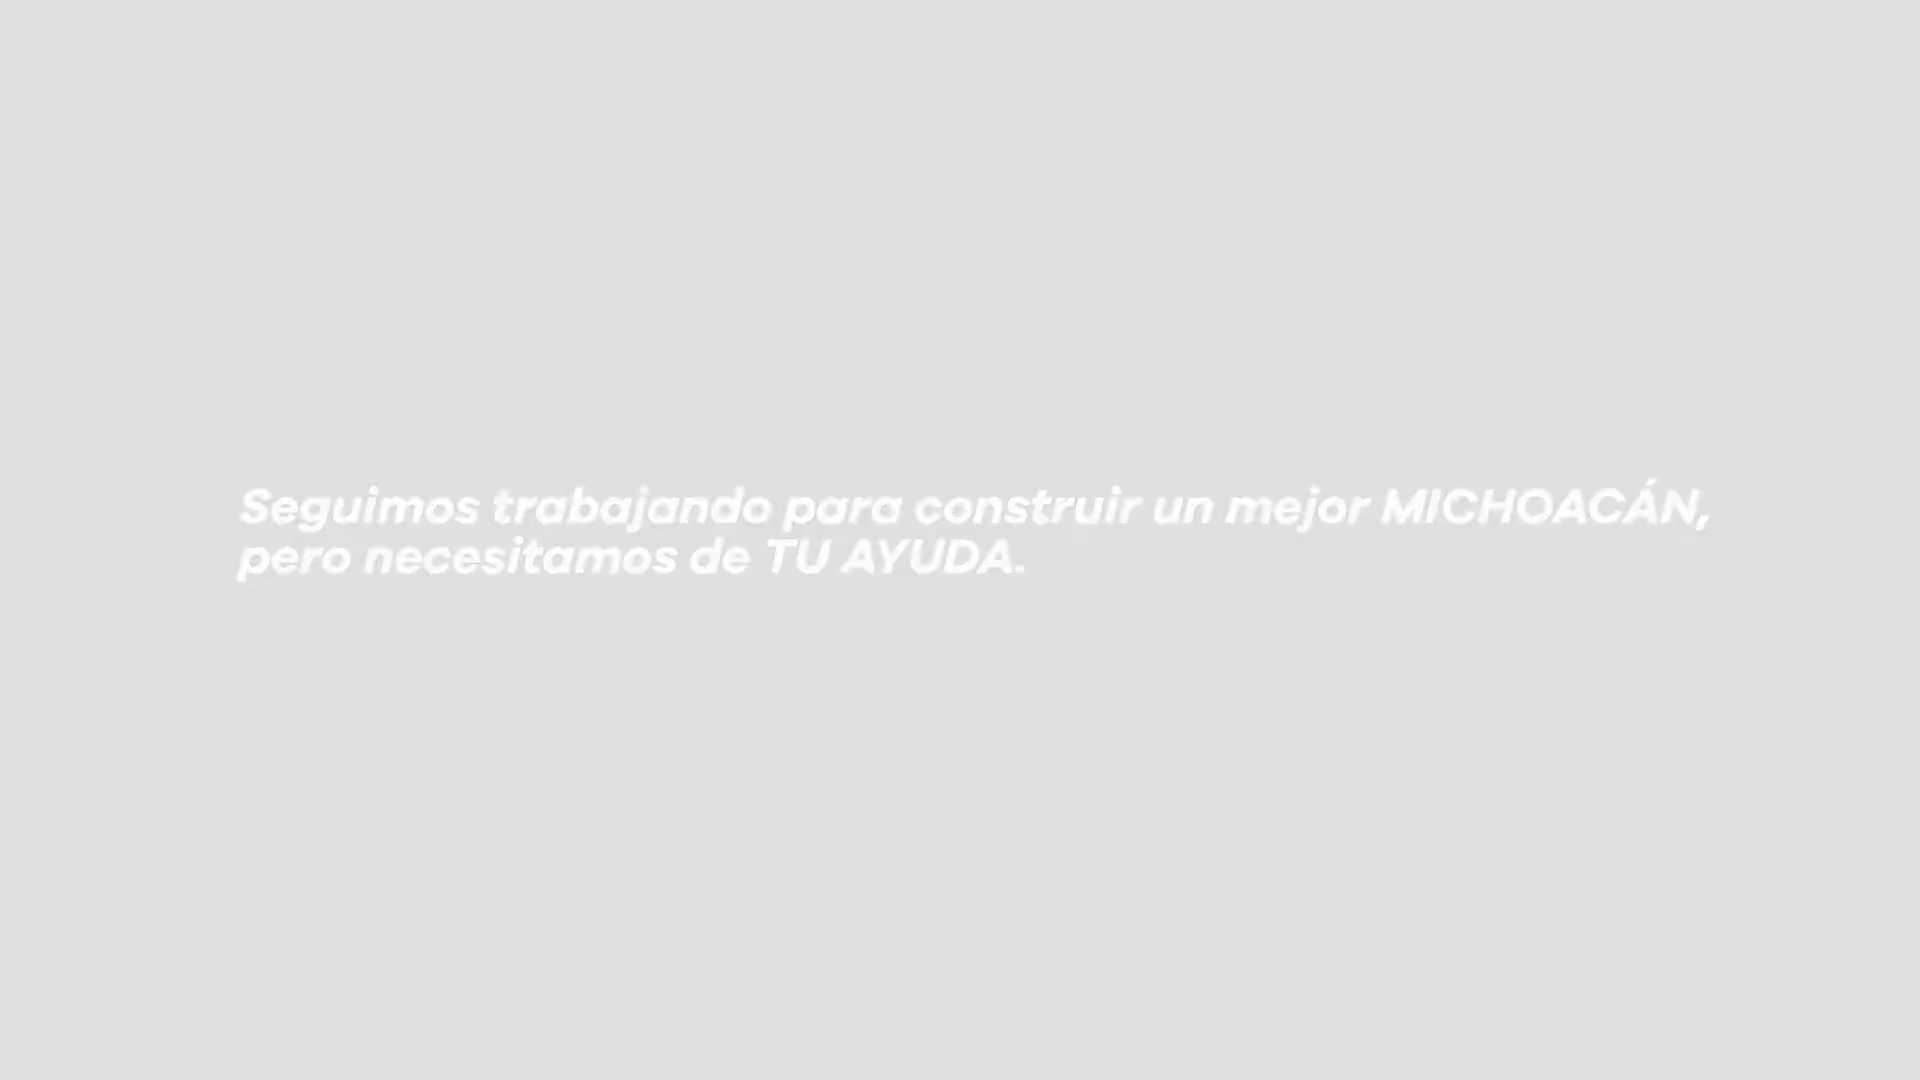 Seguimos trabajando para construir un mejor MICHOACÁN,
pero necesitamos de TU AYUDA.